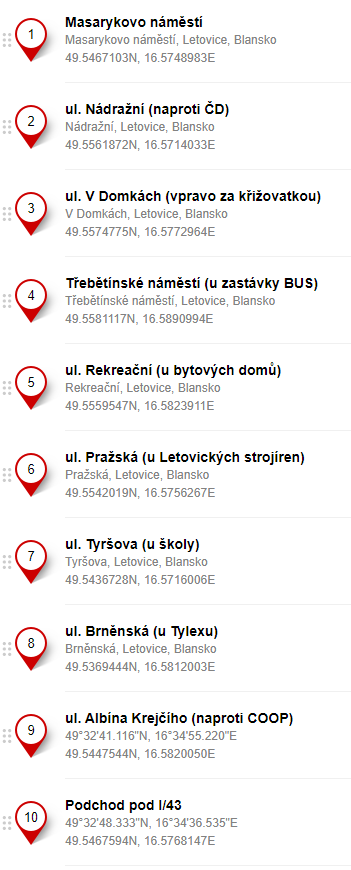 1
Masarykovo náměstí
Masarykovo náměstí, Letovice, Blansko
49.5467103N, 16.5748983E
2
ul. Nádražní (naproti ČD)
Nádražní, Letovice, Blansko
49.5561872N, 16.5714033E
3
ul. V Domkách (vpravo za křižovatkou)
V Domkách, Letovice, Blansko
49.5574775N, 16.5772964E
4
Třebětínské náměstí (u zastávky BUS)
Třebětínské náměstí, Letovice, Blansko
49.5581117N, 16.5890994E
5
ul. Rekreační (u bytových domů)
Rekreační, Letovice, Blansko
49.5559547N, 16.5823911E
6
ul. Pražská (u Letovických strojíren)
Pražská, Letovice, Blansko
49.5542019N, 16.5756267E
7
ul. Tyršova (u školy)
Tyršova, Letovice, Blansko
49.5436728N, 16.5716006E
8
ul. Brněnská (u Tylexu)
Brněnská, Letovice, Blansko
49.5369444N, 16.5812003E
9
ul. Albína Krejčího (naproti COOP)
49°32'41.116"N, 16°34'55.220"E
49.5447544N, 16.5820050E
10
Podchod pod I/43
49°32'48.333"N, 16°34'36.535"E
49.5467594N, 16.5768147E